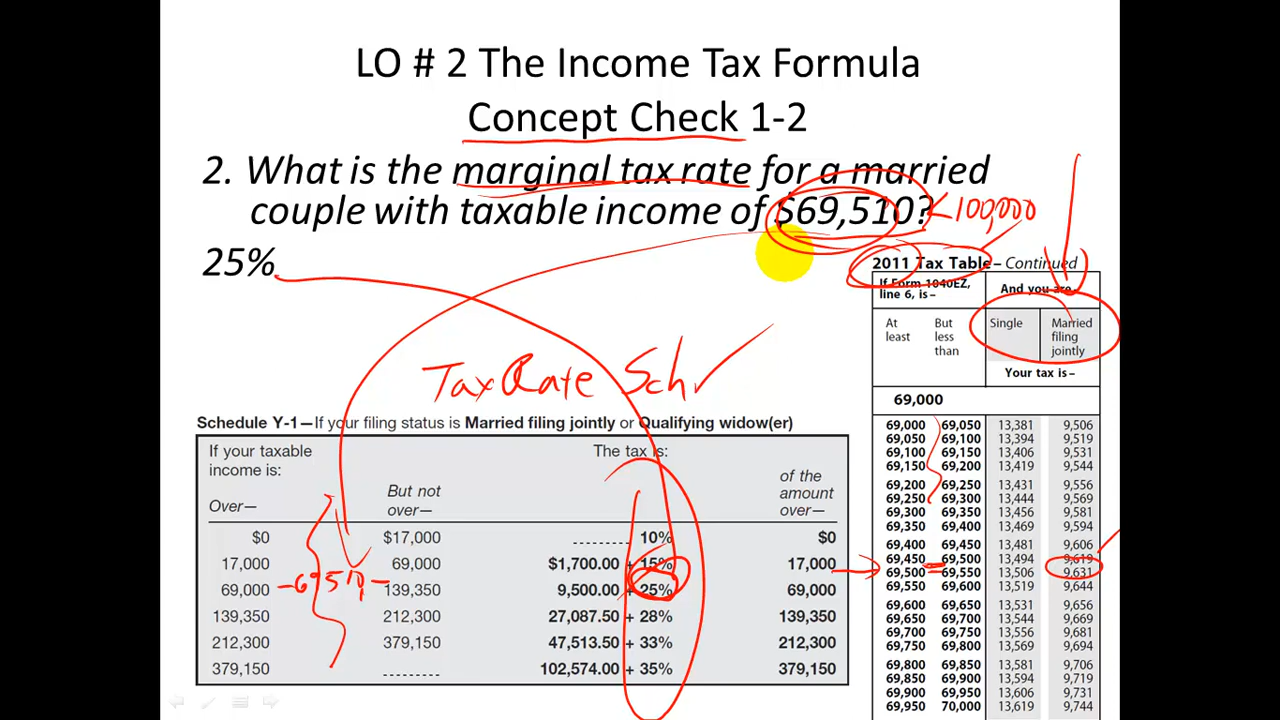 LO # 2 The Income Tax Formula
Concept Check 1-2
2. What is the marginal tax rate for a married
couple with taxable income of $69,510?
<100,000
25%
Tax Rate Sch
Schedule Y-1—If your filing status is Married filing jointly or Qualifying widow(er)
If your taxable income is: The tax is:
Over— But not over— of the amount over—
$0 $17,000 ......... 10% $0
17,000 69,000 $1,700.00 + 15% 17,000
69,000 139,350 9,500.00 + 25% 69,000
69,510
139,350 212,300 27,087.50 + 28% 139,350
212,300 379,150 47,513.50 + 33% 212,300
379,150 ......... 102,574.00 + 35% 379,150
2011 Tax Table – Continued
If Form 1040EZ, line 6, is – And you are –
At least But less than Single Married filing jointly
Your tax is –
69,000
69,000 69,050 13,381 9,506
69,050 69,100 13,394 9,519
69,100 69,150 13,406 9,531
69,150 69,200 13,419 9,544
69,200 69,250 13,431 9,556
69,250 69,300 13,444 9,569
69,300 69,350 13,456 9,581
69,350 69,400 13,469 9,594
69,400 69,450 13,481 9,606
69,450 69,500 13,494 9,619
69,500 69,550 13,506 9,631
69,550 69,600 13,519 9,644
69,600 69,650 13,531 9,656
69,650 69,700 13,544 9,669
69,700 69,750 13,556 9,681
69,750 69,800 13,569 9,694
69,800 69,850 13,581 9,706
69,850 69,900 13,594 9,719
69,900 69,950 13,606 9,731
69,950 70,000 13,619 9,744